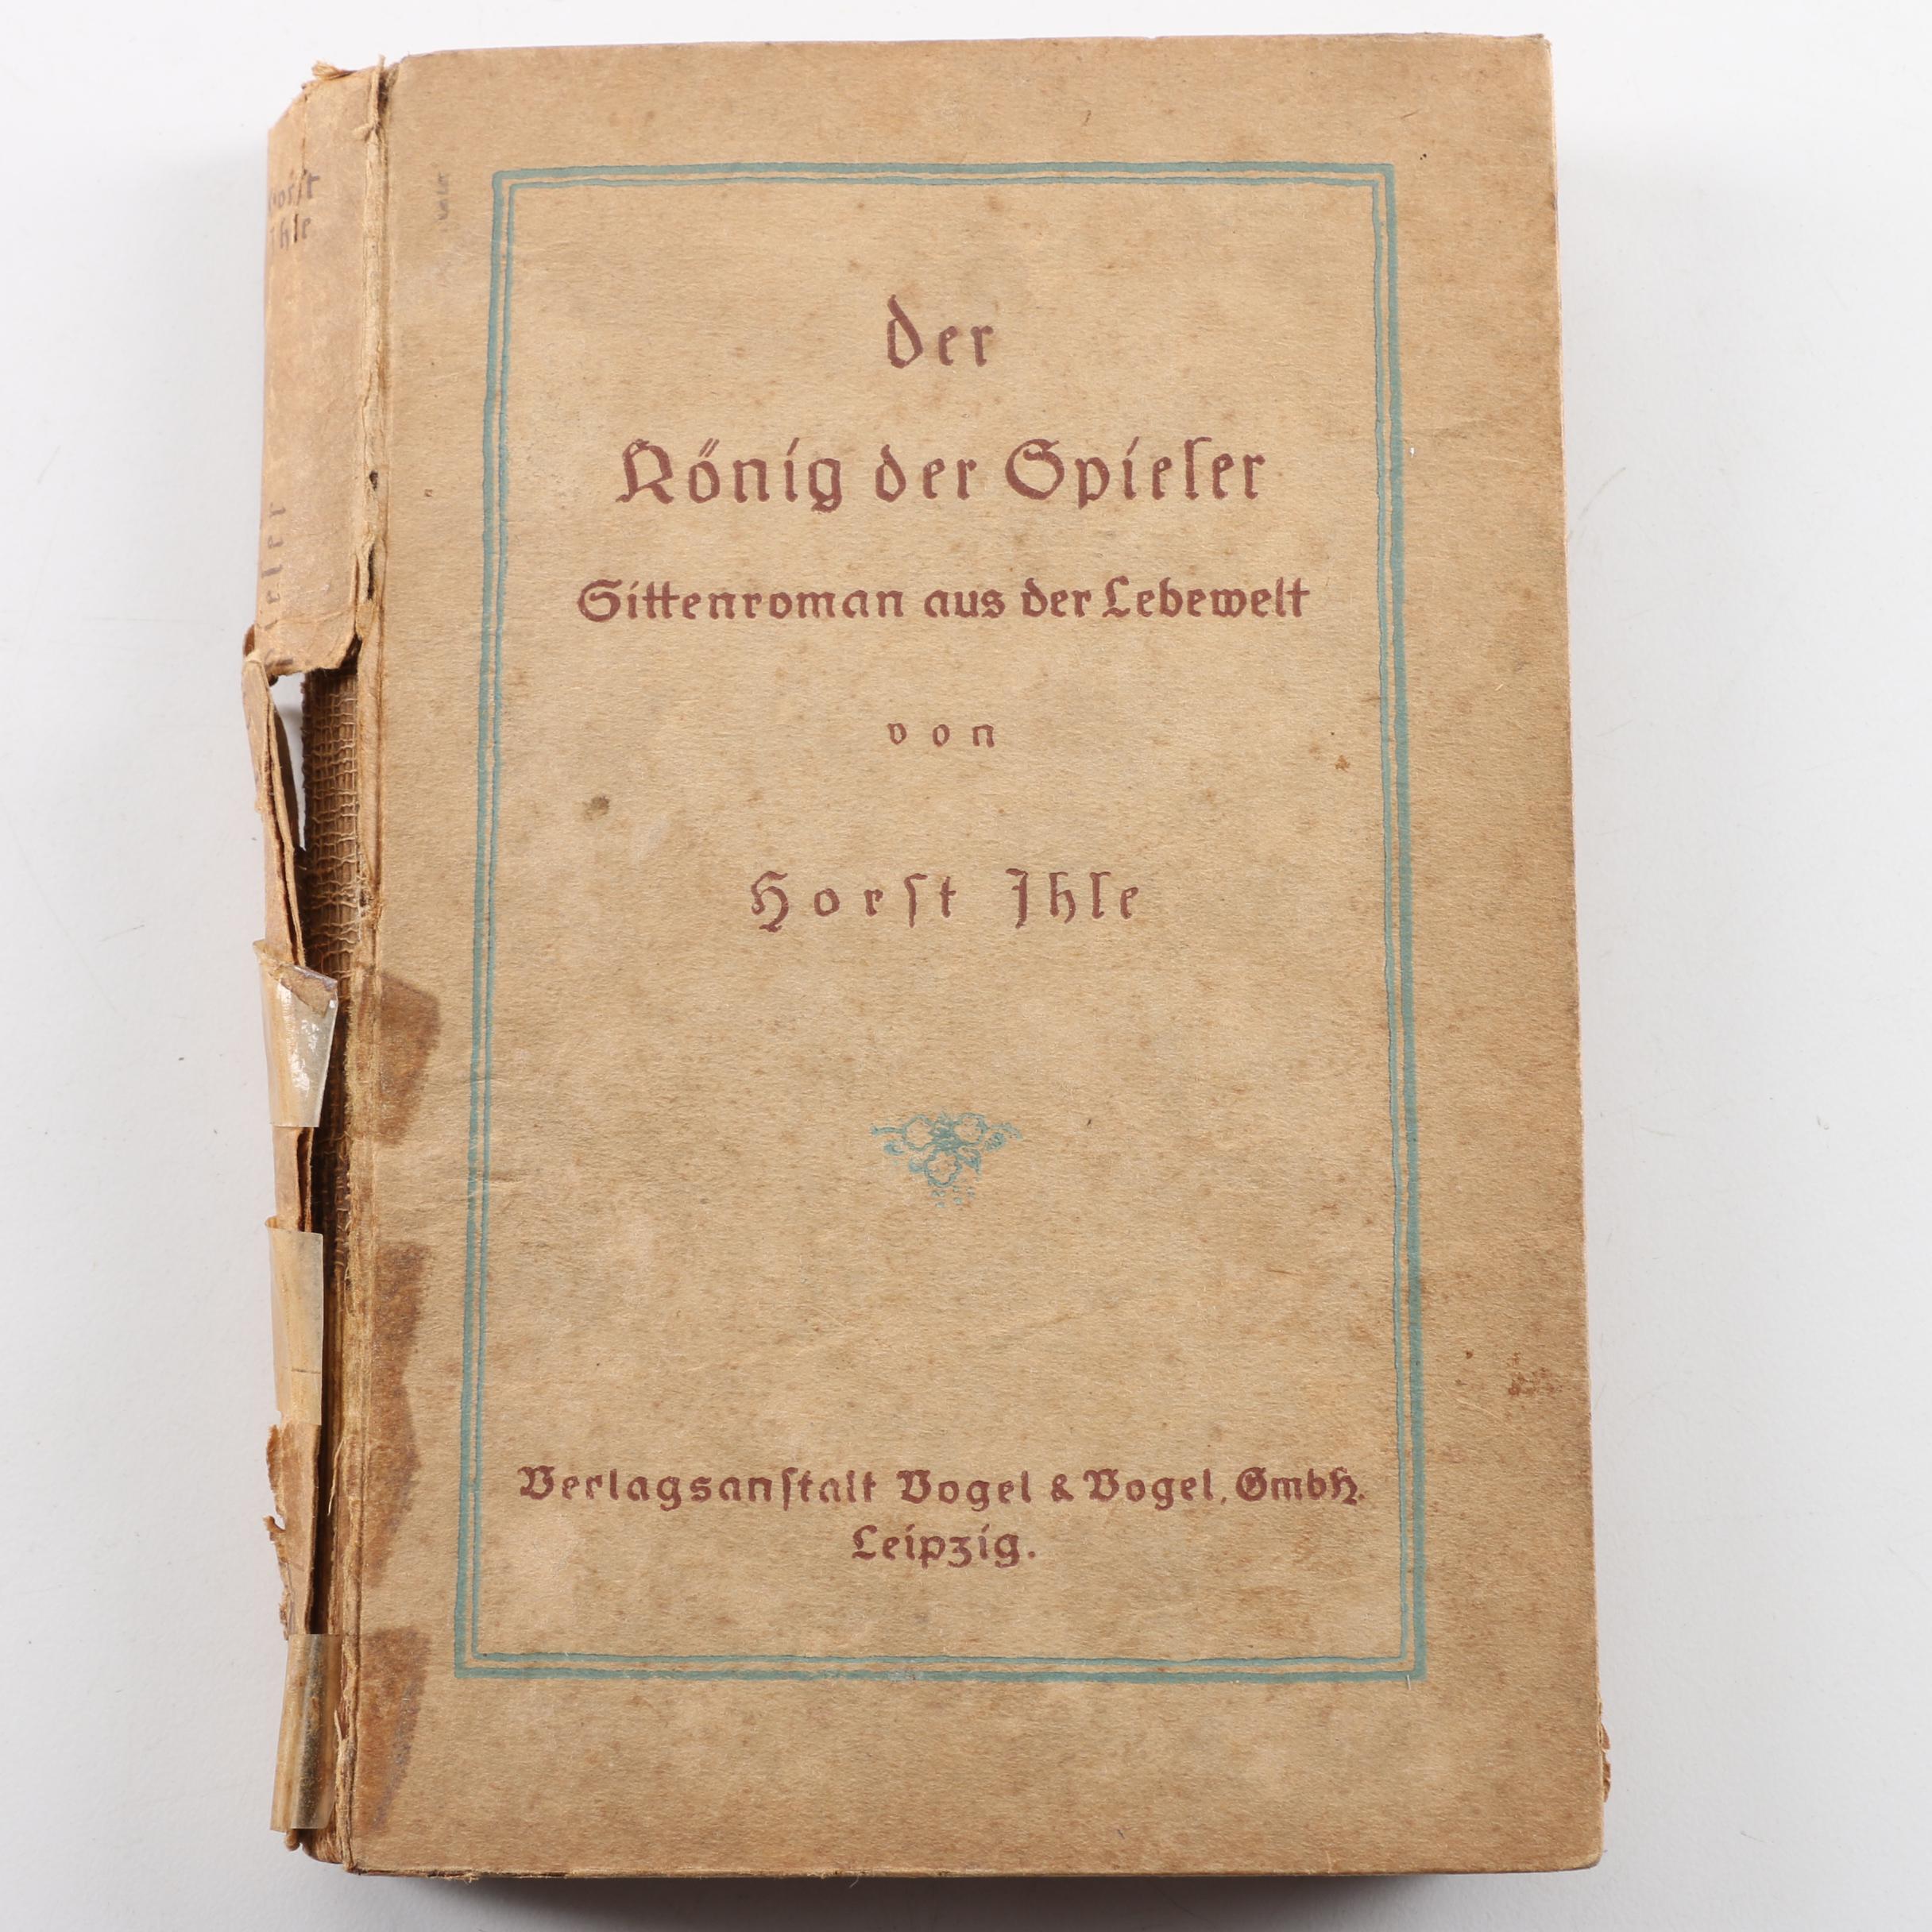 Der
König der Spieler
Sittenroman aus der Lebewelt
von
Horst Ihle
Verlagsanstalt Vogel & Vogel, GmbH.
Leipzig.